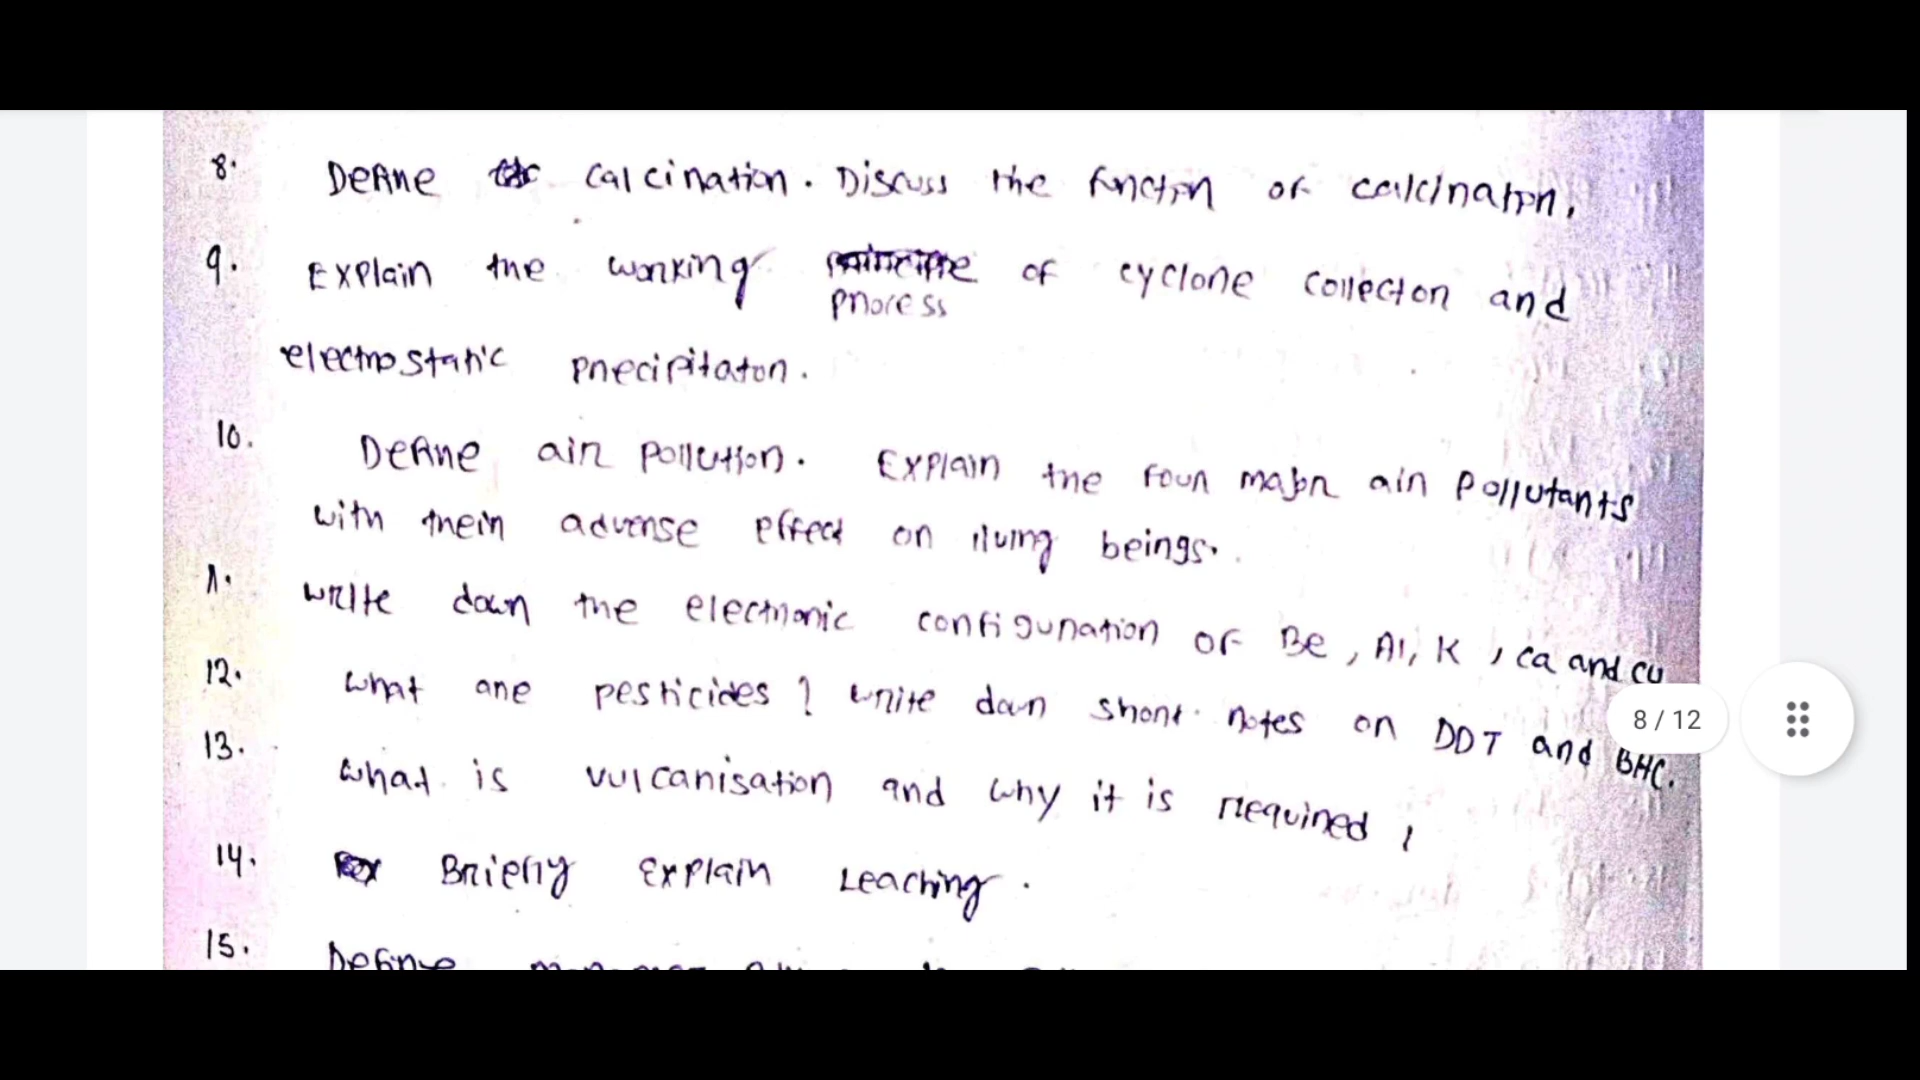 8. Define calcination. Discuss the function of calcination.
9. Explain the working of cyclone collector and
process
electrostatic precipitator.
10. Define air pollution. Explain the four major air pollutants
with their adverse effect on living beings.
11. Write down the electronic configuration of Be, Al, K, Ca and Cu
12. What are pesticides? Write down short notes on DDT and BHC.
8 / 12
13. What is vulcanisation and why it is required?
14. Briefly explain Leaching.
15. Define